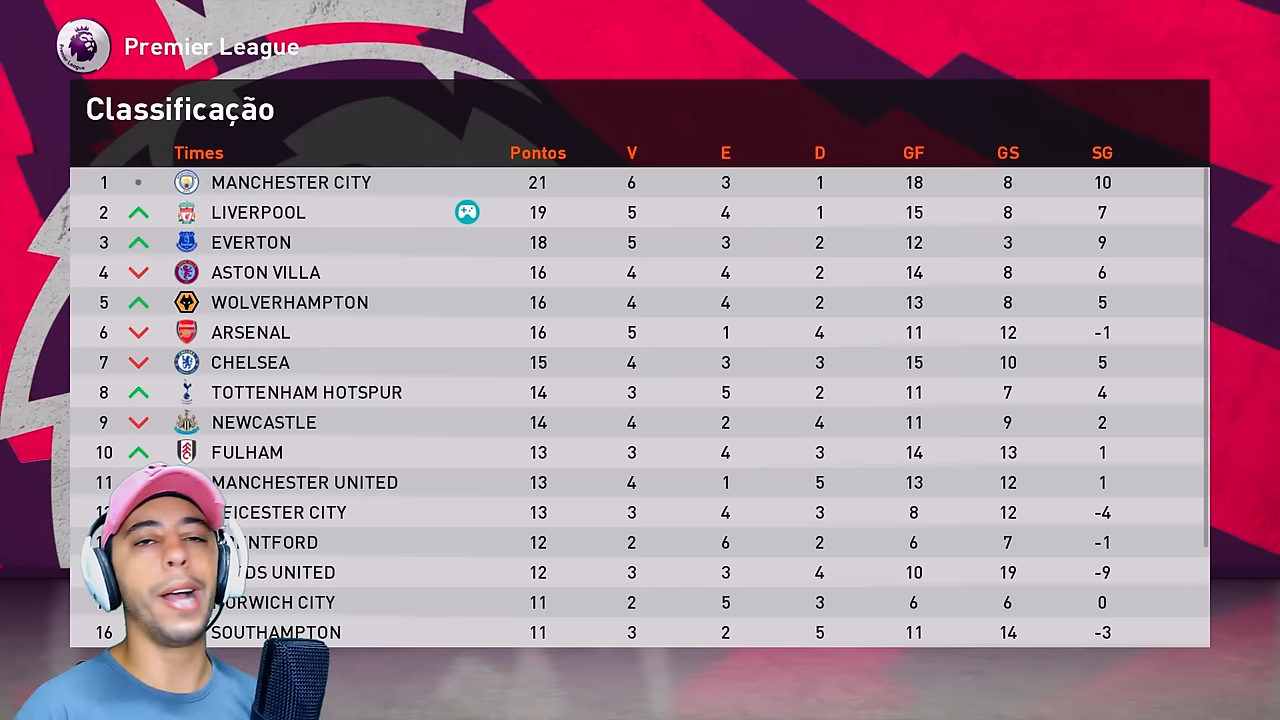 Premier League
Classificação
Times Pontos V E D GF GS SG
1 MANCHESTER CITY 21 6 3 1 18 8 10
2 LIVERPOOL 19 5 4 1 15 8 7
3 EVERTON 18 5 3 2 12 3 9
4 ASTON VILLA 16 4 4 2 14 8 6
5 WOLVERHAMPTON 16 4 4 2 13 8 5
6 ARSENAL 16 5 1 4 11 12 -1
7 CHELSEA 15 4 3 3 15 10 5
8 TOTTENHAM HOTSPUR 14 3 5 2 11 7 4
9 NEWCASTLE 14 4 2 4 11 9 2
10 FULHAM 13 3 4 3 14 13 1
11 MANCHESTER UNITED 13 4 1 5 13 12 1
CITY 13 3 4 3 8 12 -4
12 2 6 2 6 7 -1
UNITED 12 3 3 4 10 19 -9
CITY 11 2 5 3 6 6 0
16 SOUTHAMPTON 11 3 2 5 11 14 -3